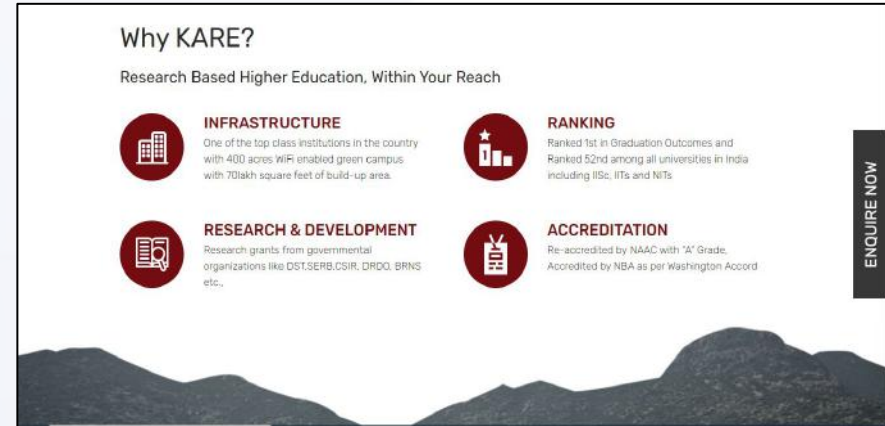 Why KARE?
Research Based Higher Education, Within Your Reach
INFRASTRUCTURE
One of the top class institutions in the country
with 400 acres WiFi enabled green campus
with 70lakh square feet of build-up area.
RANKING
Ranked 1st in Graduation Outcomes and
Ranked 52nd among all universities in India
including IISc, IITs and NITs
RESEARCH & DEVELOPMENT
Research grants from governmental
organizations like DST,SERB,CSIR, DRDO, BRNS
etc.,
ACCREDITATION
Re-accredited by NAAC with "A" Grade,
Accredited by NBA as per Washington Accord
ENQUIRE NOW